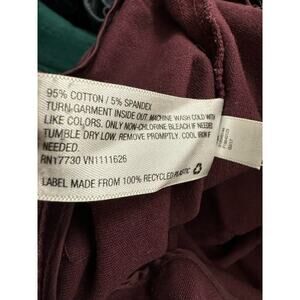 95% COTTON / 5% SPANDEX
TURN GARMENT INSIDE OUT. MACHINE WASH COLD WITH
LIKE COLORS. ONLY NON-CHLORINE BLEACH IF NEEDED.
TUMBLE DRY LOW. REMOVE PROMPTLY. COOL IRON IF
NEEDED.
RN17730 VN1111626
LABEL MADE FROM 100% RECYCLED PLASTIC